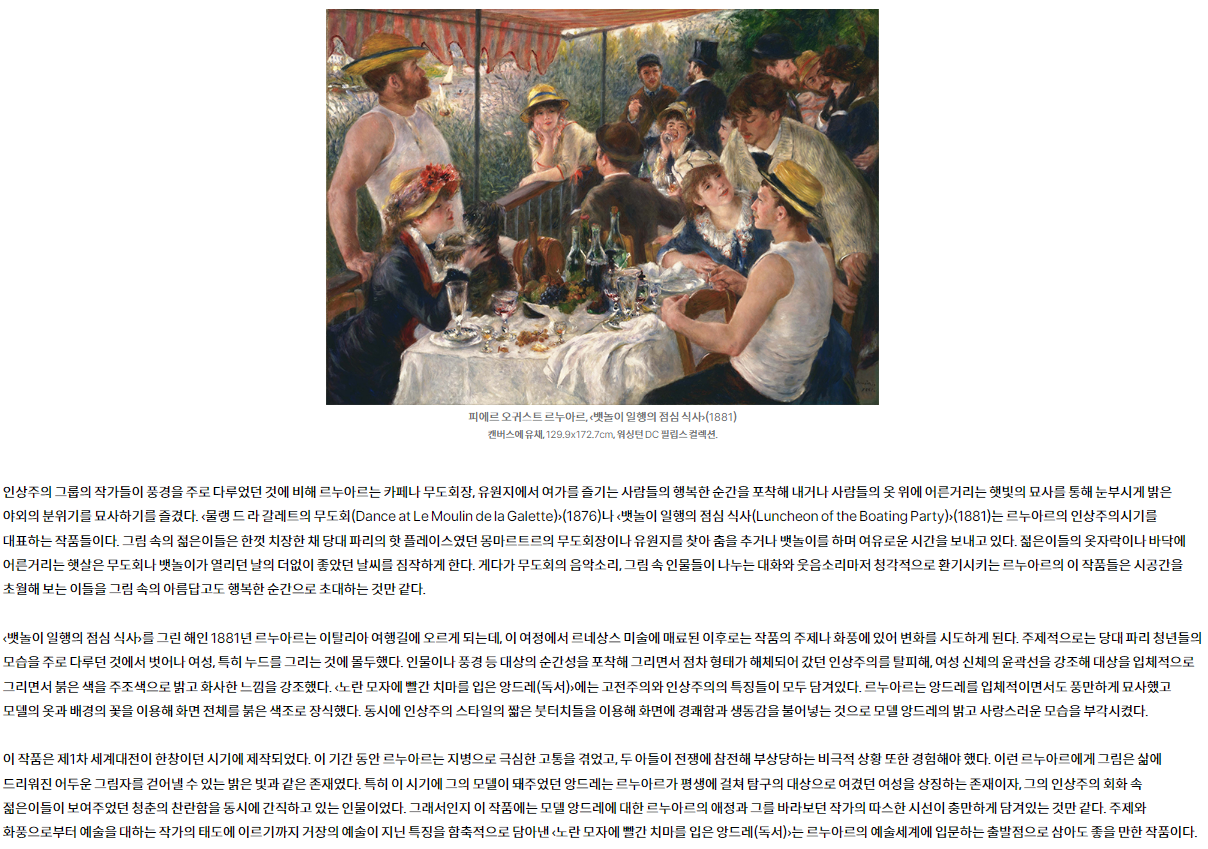 피에르 오귀스트 르누아르, ‹뱃놀이 일행의 점심 식사›(1881)
캔버스에 유채, 129.9x172.7cm, 워싱턴 DC 필립스 컬렉션.
인상주의 그룹의 작가들이 풍경을 주로 다루었던 것에 비해 르누아르는 카페나 무도회장, 유원지에서 여가를 즐기는 사람들의 행복한 순간을 포착해 내거나 사람들의 옷 위에 어른거리는 햇빛의 묘사를 통해 눈부시게 밝은
야외의 분위기를 묘사하기를 즐겼다. ‹물랭 드 라 갈레트의 무도회(Dance at Le Moulin de la Galette)›(1876)나 ‹뱃놀이 일행의 점심 식사(Luncheon of the Boating Party)›(1881)는 르누아르의 인상주의시기를
대표하는 작품들이다. 그림 속의 젊은이들은 한껏 치장한 채 당대 파리의 핫 플레이스였던 몽마르트르의 무도회장이나 유원지를 찾아 춤을 추거나 뱃놀이를 하며 여유로운 시간을 보내고 있다. 젊은이들의 옷자락이나 바닥에
어른거리는 햇살은 무도회나 뱃놀이가 열리던 날의 더없이 좋았던 날씨를 짐작하게 한다. 게다가 무도회의 음악소리, 그림 속 인물들이 나누는 대화와 웃음소리마저 청각적으로 환기시키는 르누아르의 이 작품들은 시공간을
초월해 보는 이들을 그림 속의 아름답고도 행복한 순간으로 초대하는 것만 같다.
‹뱃놀이 일행의 점심 식사›를 그린 해인 1881년 르누아르는 이탈리아 여행길에 오르게 되는데, 이 여정에서 르네상스 미술에 매료된 이후로는 작품의 주제나 화풍에 있어 변화를 시도하게 된다. 주제적으로는 당대 파리 청년들의
모습을 주로 다루던 것에서 벗어나 여성, 특히 누드를 그리는 것에 몰두했다. 인물이나 풍경 등 대상의 순간성을 포착해 그리면서 점차 형태가 해체되어 갔던 인상주의를 탈피해, 여성 신체의 윤곽선을 강조해 대상을 입체적으로
그리면서 붉은 색을 주조색으로 밝고 화사한 느낌을 강조했다. ‹노란 모자에 빨간 치마를 입은 앙드레(독서)›에는 고전주의와 인상주의의 특징들이 모두 담겨있다. 르누아르는 앙드레를 입체적이면서도 풍만하게 묘사했고
모델의 옷과 배경의 꽃을 이용해 화면 전체를 붉은 색조로 장식했다. 동시에 인상주의 스타일의 짧은 붓터치들을 이용해 화면에 경쾌함과 생동감을 불어넣는 것으로 모델 앙드레의 밝고 사랑스러운 모습을 부각시켰다.
이 작품은 제1차 세계대전이 한창이던 시기에 제작되었다. 이 기간 동안 르누아르는 지병으로 극심한 고통을 겪었고, 두 아들이 전쟁에 참전해 부상당하는 비극적 상황 또한 경험해야 했다. 이런 르누아르에게 그림은 삶에
드리워진 어두운 그림자를 걷어낼 수 있는 밝은 빛과 같은 존재였다. 특히 이 시기에 그의 모델이 돼주었던 앙드레는 르누아르가 평생에 걸쳐 탐구의 대상으로 여겼던 여성을 상징하는 존재이자, 그의 인상주의 회화 속
젊은이들이 보여주었던 청춘의 찬란함을 동시에 간직하고 있는 인물이었다. 그래서인지 이 작품에는 모델 앙드레에 대한 르누아르의 애정과 그를 바라보던 작가의 따스한 시선이 충만하게 담겨있는 것만 같다. 주제와
화풍으로부터 예술을 대하는 작가의 태도에 이르기까지 거장의 예술이 지닌 특징을 함축적으로 담아낸 ‹노란 모자에 빨간 치마를 입은 앙드레(독서)›는 르누아르의 예술세계에 입문하는 출발점으로 삼아도 좋을 만한 작품이다.